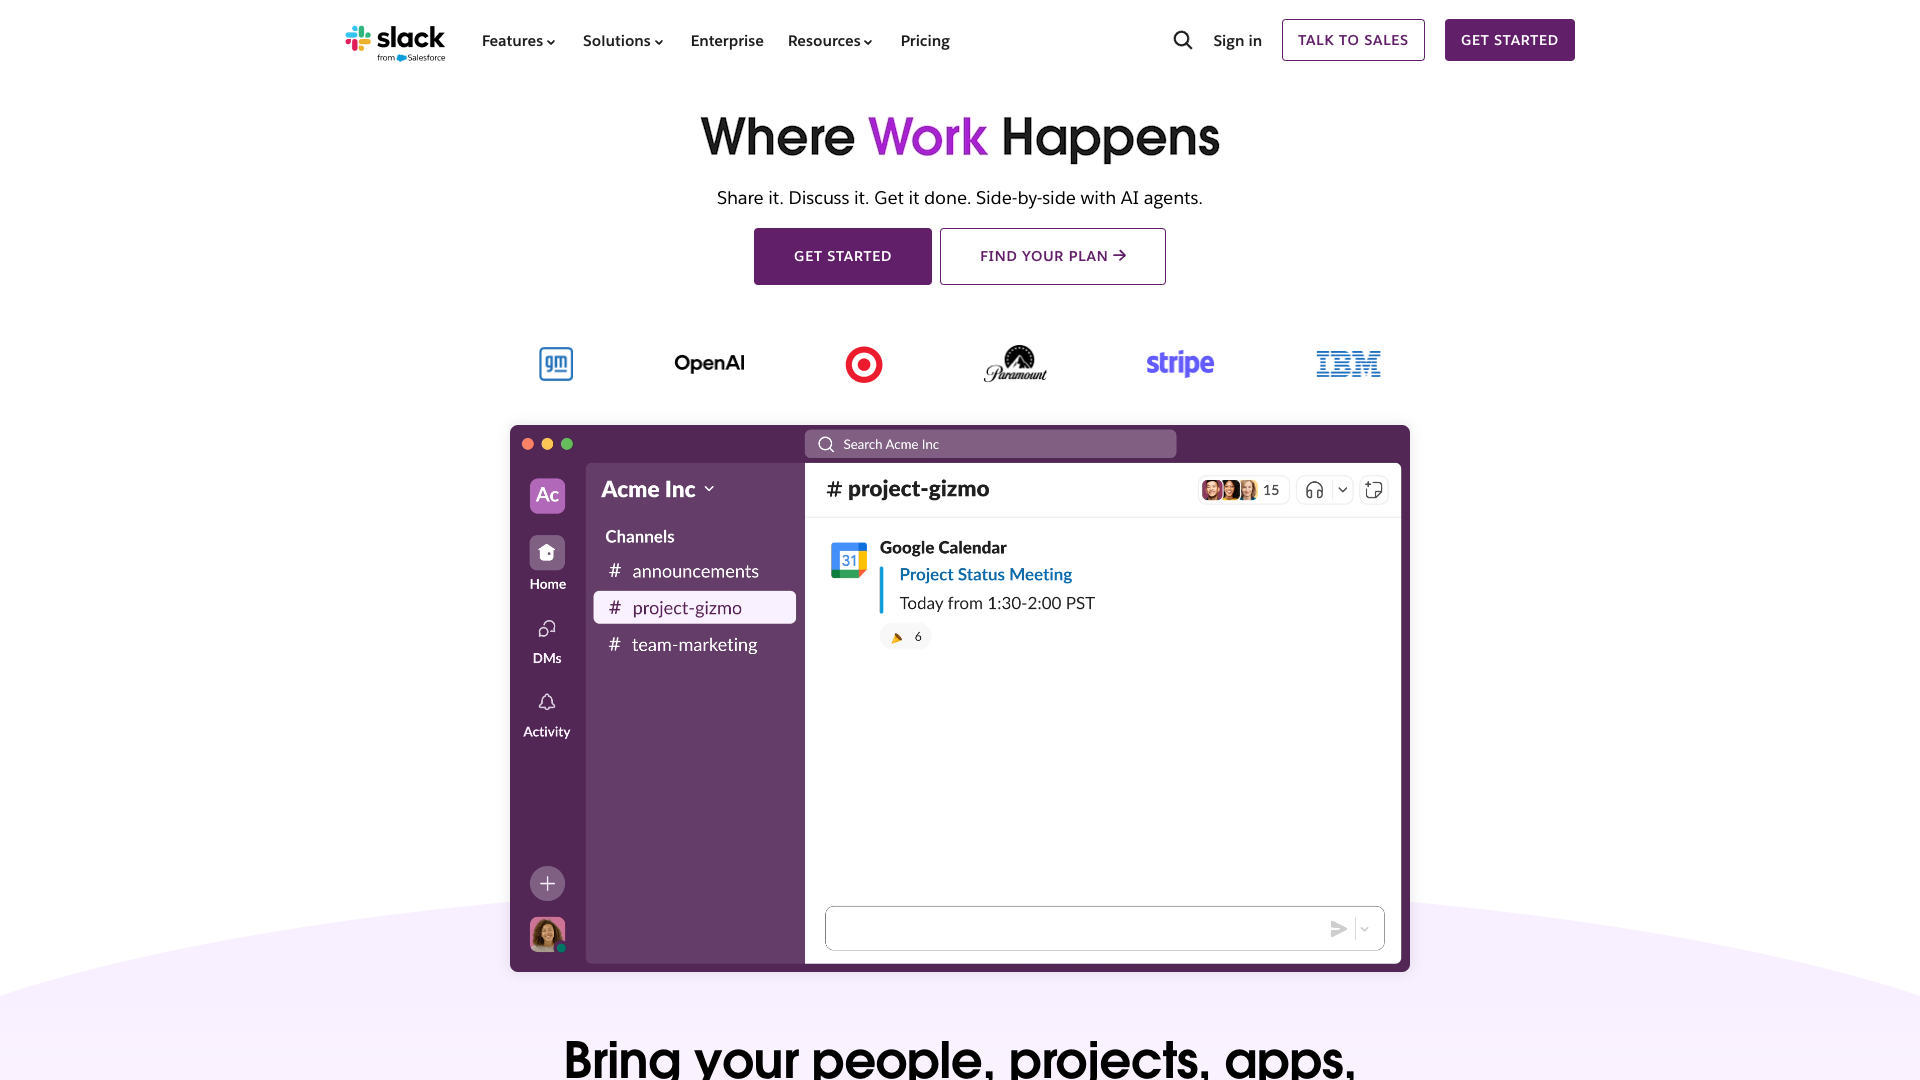 slack
from Salesforce
Features
Solutions
Enterprise
Resources
Pricing
Sign in
TALK TO SALES
GET STARTED
Where Work Happens
Share it. Discuss it. Get it done. Side-by-side with AI agents.
GET STARTED
FIND YOUR PLAN →
gm
OpenAI
Paramount
stripe
IBM
Search Acme Inc
Ac
Home
DMs
Activity
Acme Inc
Channels
# announcements
# project-gizmo
# team-marketing
# project-gizmo
15
31
Google Calendar
Project Status Meeting
Today from 1:30-2:00 PST
6
Bring your people, projects, apps,